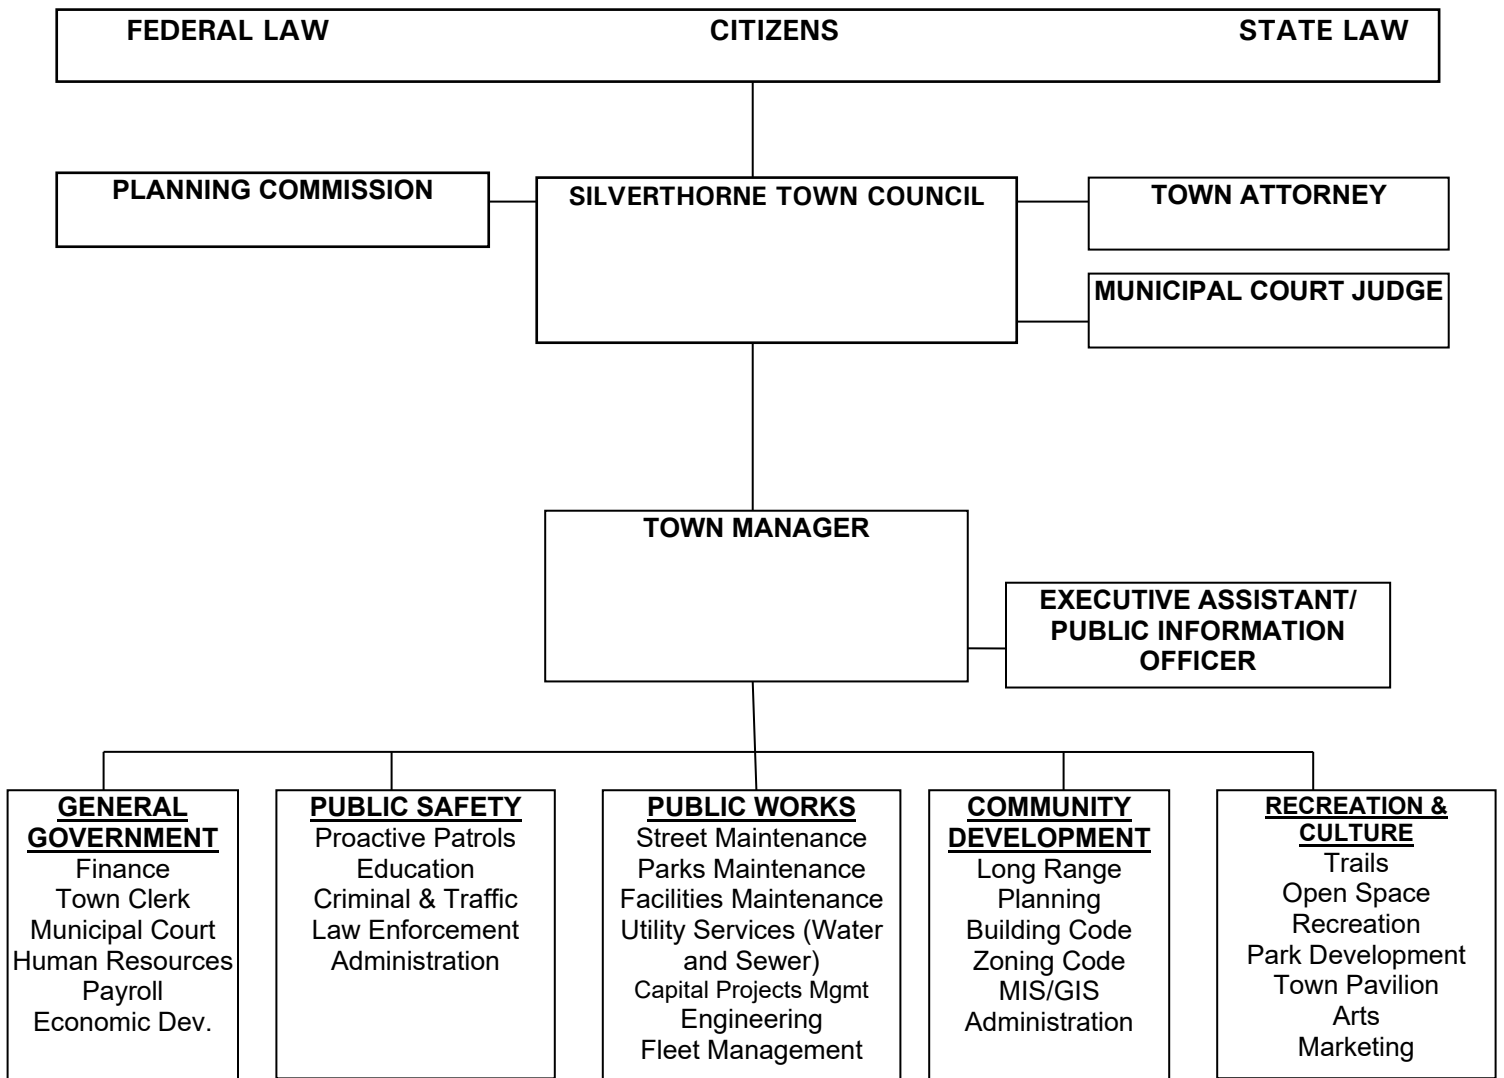 FEDERAL LAW CITIZENS STATE LAW
PLANNING COMMISSION
SILVERTHORNE TOWN COUNCIL
TOWN ATTORNEY
MUNICIPAL COURT JUDGE
TOWN MANAGER
EXECUTIVE ASSISTANT/
PUBLIC INFORMATION
OFFICER
GENERAL
GOVERNMENT
Finance
Town Clerk
Municipal Court
Human Resources
Payroll
Economic Dev.
PUBLIC SAFETY
Proactive Patrols
Education
Criminal & Traffic
Law Enforcement
Administration
PUBLIC WORKS
Street Maintenance
Parks Maintenance
Facilities Maintenance
Utility Services (Water
and Sewer)
Capital Projects Mgmt
Engineering
Fleet Management
COMMUNITY
DEVELOPMENT
Long Range
Planning
Building Code
Zoning Code
MIS/GIS
Administration
RECREATION &
CULTURE
Trails
Open Space
Recreation
Park Development
Town Pavilion
Arts
Marketing